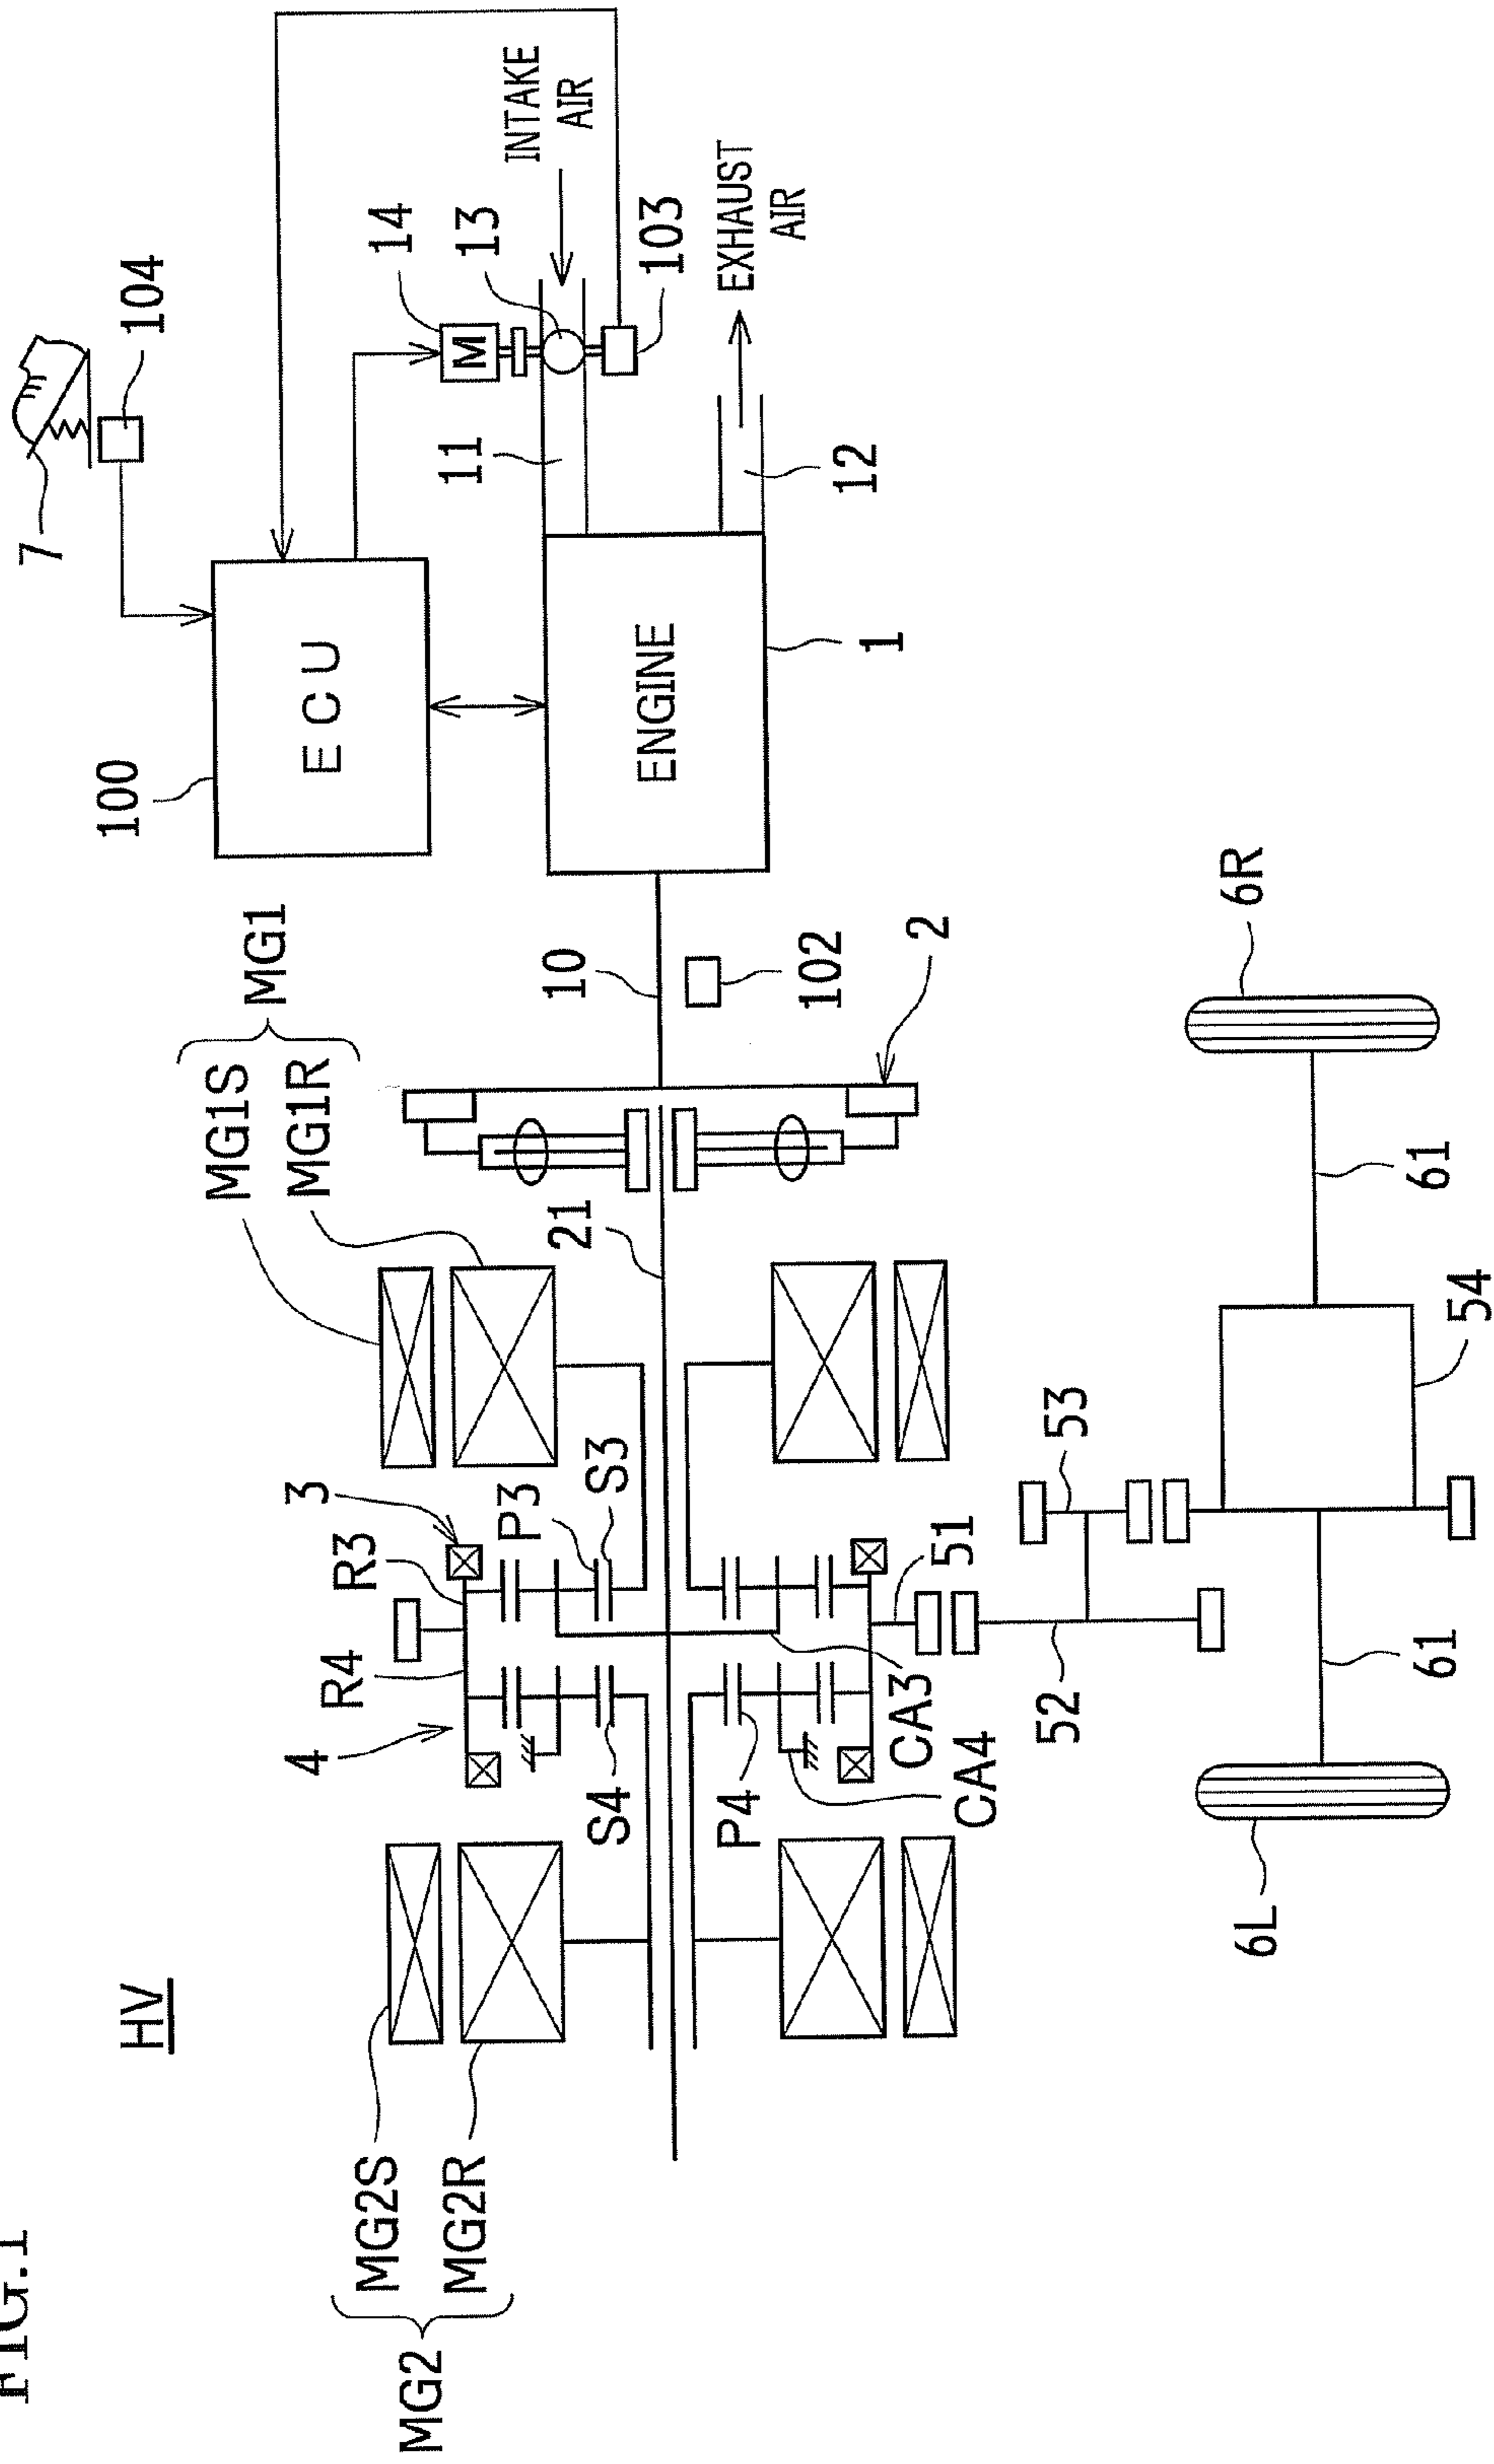 FIG.1
HV
7
104
100
ECU
14
13
INTAKE
AIR
103
11
EXHAUST
AIR
12
ENGINE
1
10
102
2
MG1
MG1S
MG1R
21
3
R3
R4
4
P3
S3
S4
P4
CA3
CA4
51
52
53
54
MG2
MG2S
MG2R
6R
61
61
6L